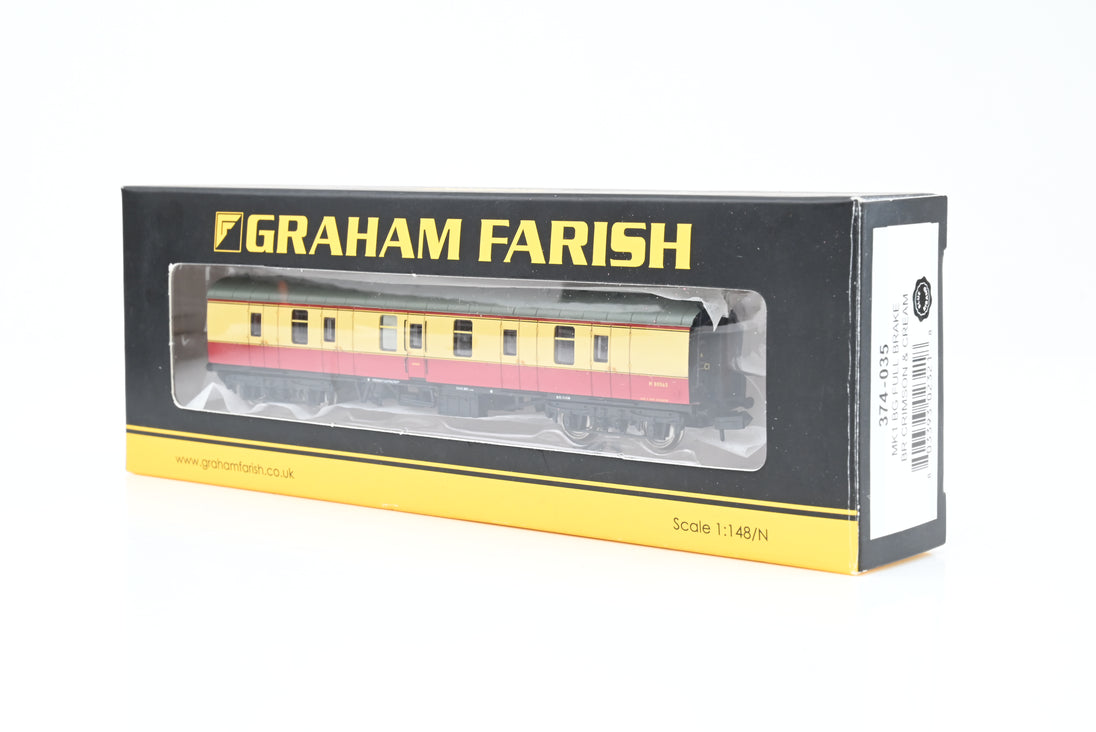 GRAHAM FARISH
www.grahamfarish.co.uk
Scale 1:148/N
374-035
MK1 BG FULL BRAKE
BR CRIMSON & CREAM